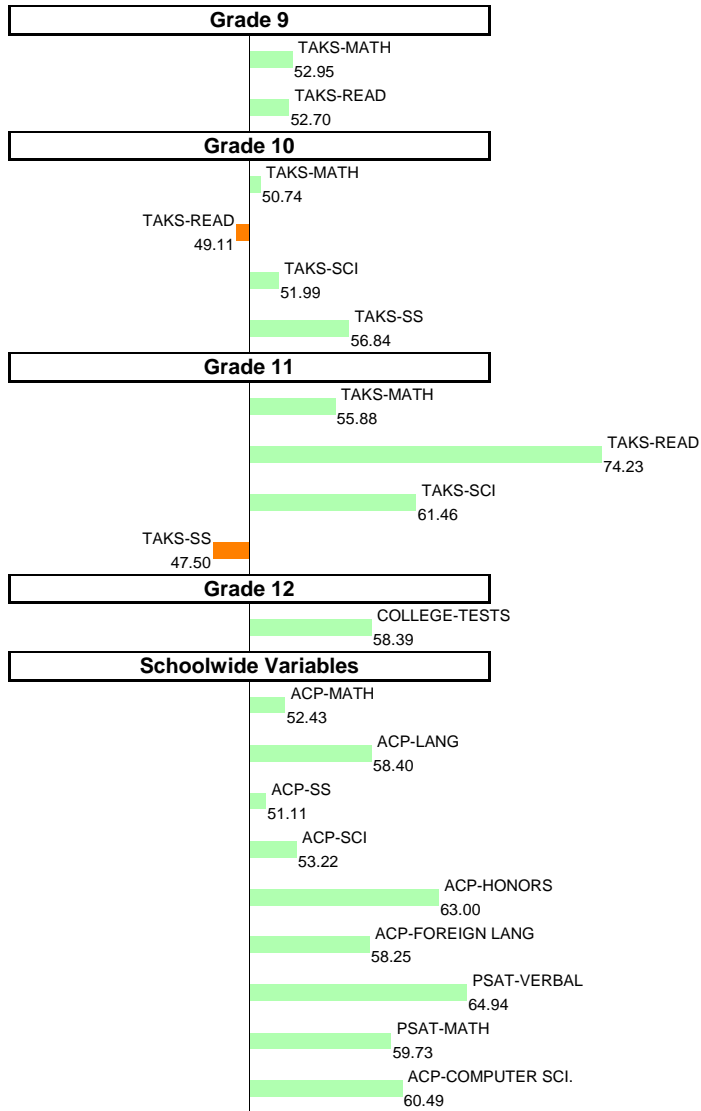 Grade 9
TAKS-MATH
52.95
TAKS-READ
52.70
Grade 10
TAKS-MATH
50.74
TAKS-READ
49.11
TAKS-SCI
51.99
TAKS-SS
56.84
Grade 11
TAKS-MATH
55.88
TAKS-READ
74.23
TAKS-SCI
61.46
TAKS-SS
47.50
Grade 12
COLLEGE-TESTS
58.39
Schoolwide Variables
ACP-MATH
52.43
ACP-LANG
58.40
ACP-SS
51.11
ACP-SCI
53.22
ACP-HONORS
63.00
ACP-FOREIGN LANG
58.25
PSAT-VERBAL
64.94
PSAT-MATH
59.73
ACP-COMPUTER SCI.
60.49